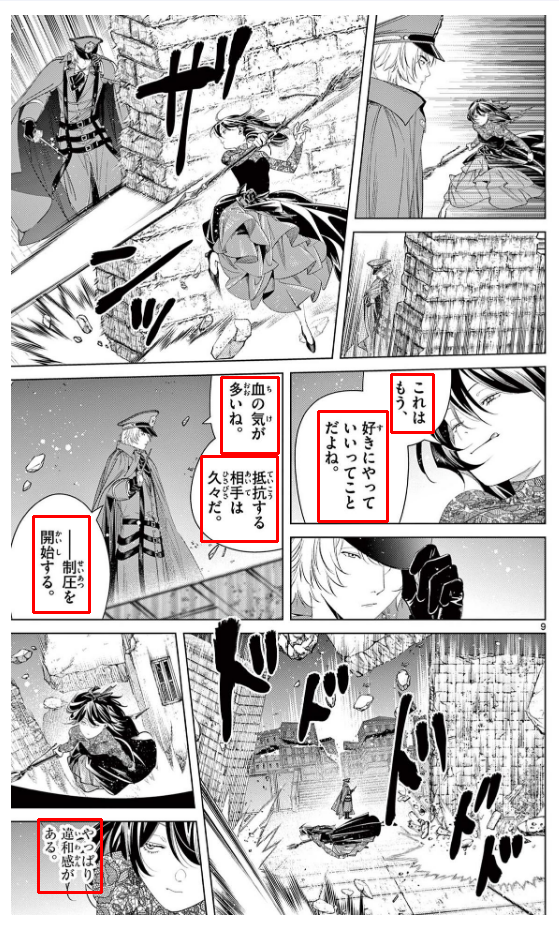 ザッ
ンッ
これは
もう、
好きにやって
いいってこと
だよね。
血の気が
多いね。
抵抗する
相手は
久々だ。
――制圧を
開始する。
9
ドドドド
やっぱり
違和感が
ある。